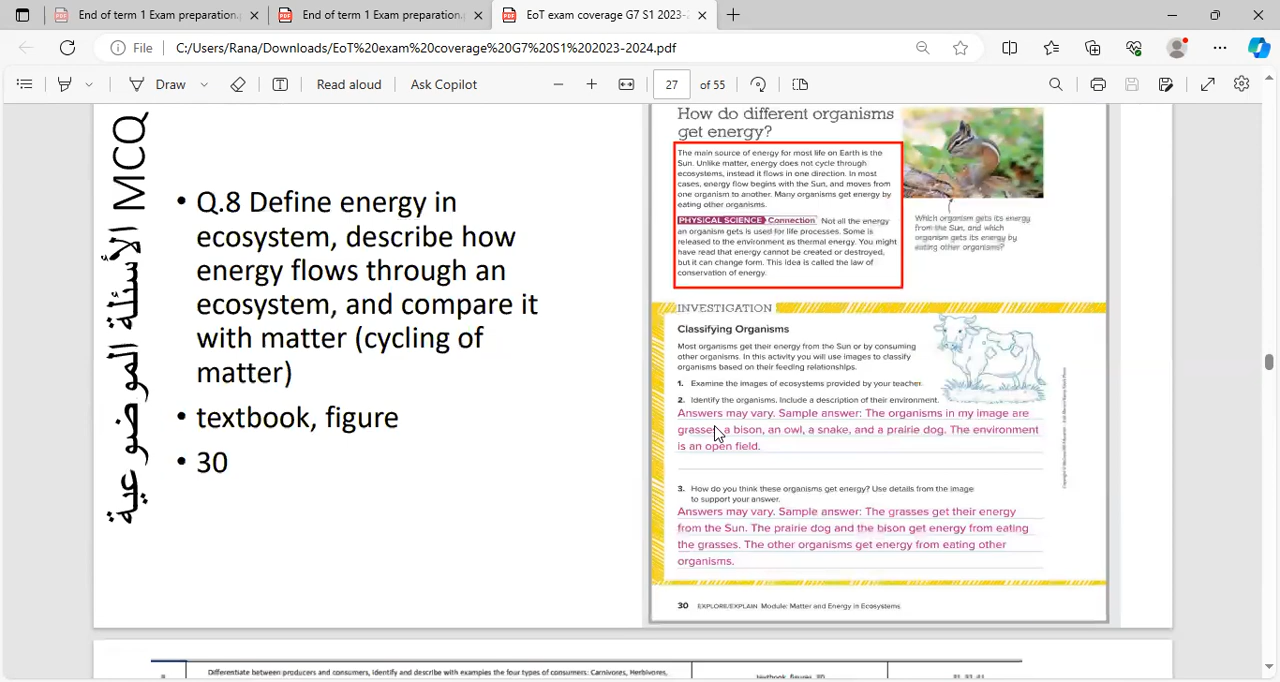 End of term 1 Exam preparation.
End of term 1 Exam preparation.
EoT exam coverage G7 S1 2023-2
File
C:/Users/Rana/Downloads/EoT%20exam%20coverage%20G7%20S1%202023-2024.pdf
Draw
Read aloud
Ask Copilot
27 of 55
الأسئلة الموضوعية MCQ
• Q.8 Define energy in
ecosystem, describe how
energy flows through an
ecosystem, and compare it
with matter (cycling of
matter)
• textbook, figure
• 30
How do different organisms
get energy?
The main source of energy for most life on Earth is the
Sun. Unlike matter, energy does not cycle through
ecosystems, instead it flows in one direction. In most
cases, energy flow begins with the Sun, and moves from
one organism to another. Many organisms get energy by
eating other organisms.
PHYSICAL SCIENCE Connection Not all the energy
an organism gets is used for life processes. Some is
released to the environment as thermal energy. You might
have read that energy cannot be created or destroyed,
but it can change form. This idea is called the law of
conservation of energy.
Which organism gets its energy
from the Sun, and which
organism gets its energy by
eating other organisms?
INVESTIGATION
Classifying Organisms
Most organisms get their energy from the Sun or by consuming
other organisms. In this activity you will use images to classify
organisms based on their feeding relationships.
1. Examine the images of ecosystems provided by your teacher.
2. Identify the organisms. Include a description of their environment.
Answers may vary. Sample answer: The organisms in my image are
grasses, a bison, an owl, a snake, and a prairie dog. The environment
is an open field.
3. How do you think these organisms get energy? Use details from the image
to support your answer.
Answers may vary. Sample answer: The grasses get their energy
from the Sun. The prairie dog and the bison get energy from eating
the grasses. The other organisms get energy from eating other
organisms.
30 EXPLORE/EXPLAIN Module: Matter and Energy in Ecosystems
Differentiate between producers and consumers, identify and describe with examples the four types of consumers: Carnivores, Herbivores,